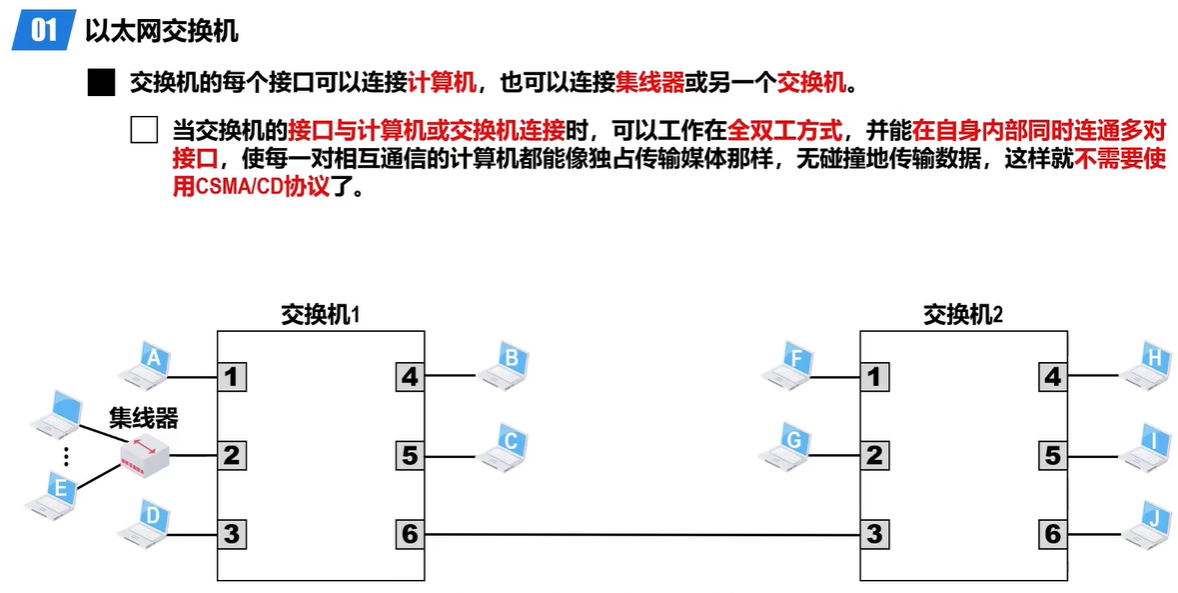 01 以太网交换机
交换机的每个接口可以连接计算机，也可以连接集线器或另一个交换机。
当交换机的接口与计算机或交换机连接时，可以工作在全双工方式，并能在自身内部同时连通多对
接口，使每一对相互通信的计算机都能像独占传输媒体那样，无碰撞地传输数据，这样就不需要使
用CSMA/CD协议了。
交换机1
交换机2
A
1
4
B
F
1
4
H
集线器
E
2
5
C
G
2
5
I
D
3
6
3
6
J